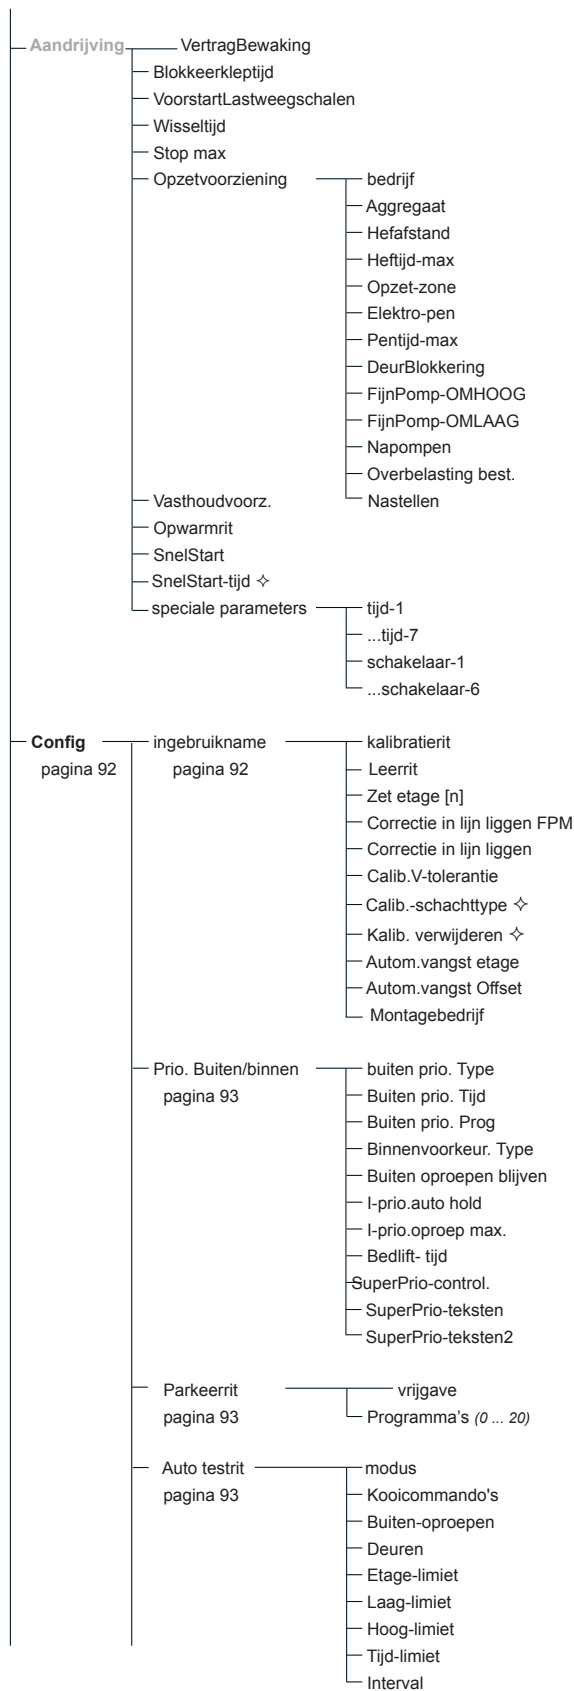 Aandrijving VertragBewaking
Blokkeerkleptijd
VoorstartLastweegschalen
Wisseltijd
Stop max
Opzetvoorziening bedrijf
Aggregaat
Hefafstand
Heftijd-max
Opzet-zone
Elektro-pen
Pentijd-max
DeurBlokkering
FijnPomp-OMHOOG
FijnPomp-OMLAAG
Napompen
Overbelasting best.
Vasthoudvoorz. Nastellen
Opwarmrit
SnelStart
SnelStart-tijd ✧
speciale parameters tijd-1
...tijd-7
schakelaar-1
...schakelaar-6
Config ingebruikname kalibratierit
pagina 92 pagina 92 Leerrit
Zet etage [n]
Correctie in lijn liggen FPM
Correctie in lijn liggen
Calib.V-tolerantie
Calib.-schachttype ✧
Kalib. verwijderen ✧
Autom.vangst etage
Autom.vangst Offset
Montagebedrijf
Prio. Buiten/binnen buiten prio. Type
pagina 93 Buiten prio. Tijd
Buiten prio. Prog
Binnenvoorkeur. Type
Buiten oproepen blijven
I-prio.auto hold
I-prio.oproep max.
Bedlift- tijd
SuperPrio-control.
SuperPrio-teksten
SuperPrio-teksten2
Parkeerrit vrijgave
pagina 93 Programma's (0 ... 20)
Auto testrit modus
pagina 93 Kooicommando's
Buiten-oproepen
Deuren
Etage-limiet
Laag-limiet
Hoog-limiet
Tijd-limiet
Interval